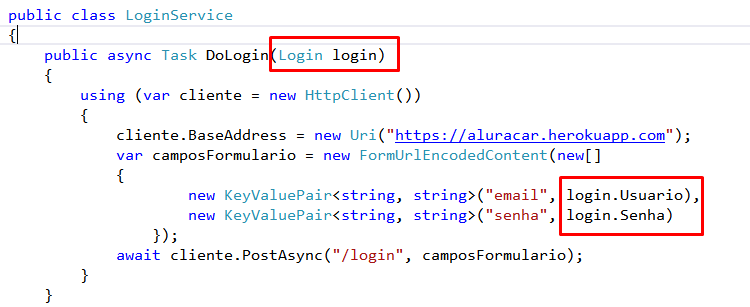 public class LoginService
{
public async Task DoLogin(Login login)
{
using (var cliente = new HttpClient())
{
cliente.BaseAddress = new Uri("https://aluracar.herokuapp.com");
var camposFormulario = new FormUrlEncodedContent(new[]
{
new KeyValuePair<string, string>("email", login.Usuario),
new KeyValuePair<string, string>("senha", login.Senha)
});
await cliente.PostAsync("/login", camposFormulario);
}
}